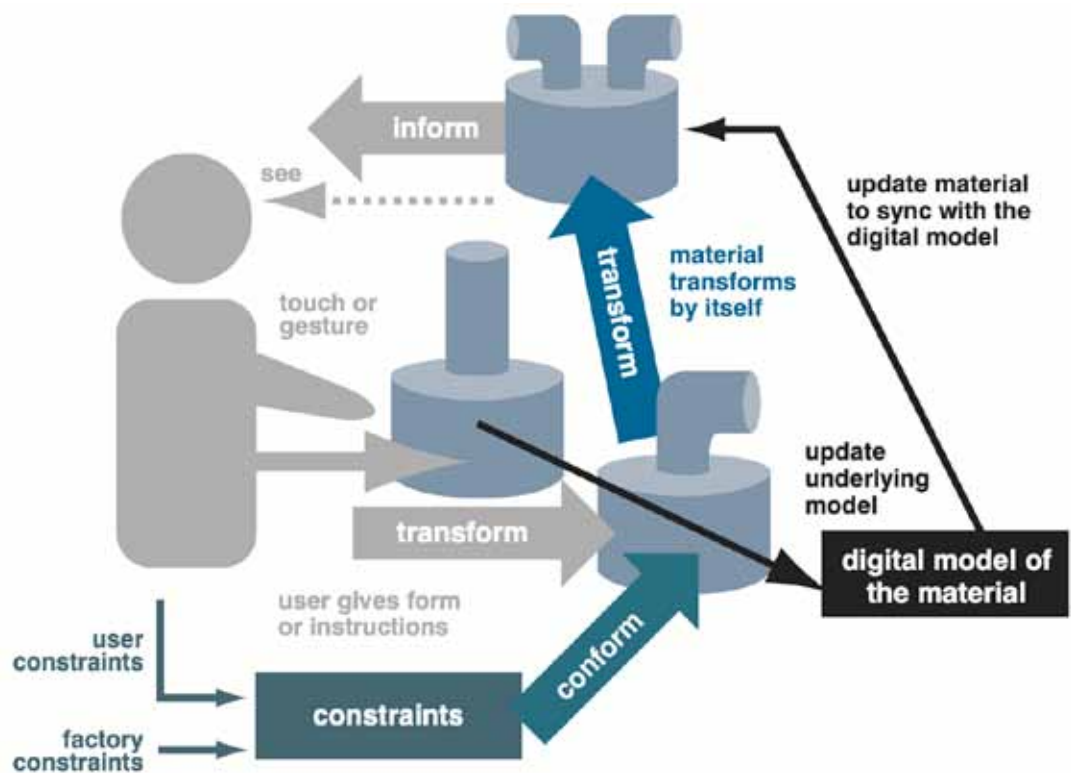 inform
see
update material
to sync with the
digital model
transform
material
transforms
by itself
touch or
gesture
update
underlying
model
transform
digital model of
the material
user gives form
or instructions
conform
user
constraints
constraints
factory
constraints